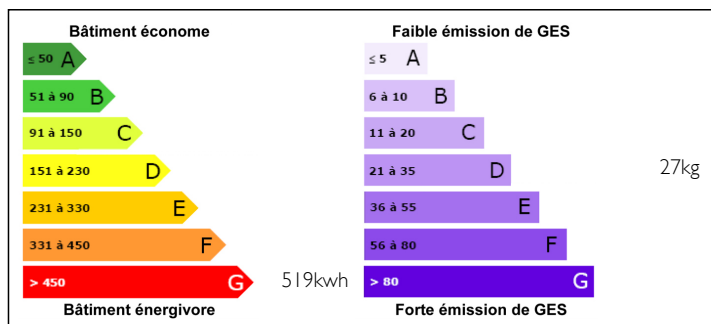 Bâtiment économe
≤ 50 A
51 à 90 B
91 à 150 C
151 à 230 D
231 à 330 E
331 à 450 F
> 450 G
519kwh
Bâtiment énergivore
Faible émission de GES
≤ 5 A
6 à 10 B
11 à 20 C
21 à 35 D
27kg
36 à 55 E
56 à 80 F
> 80 G
Forte émission de GES